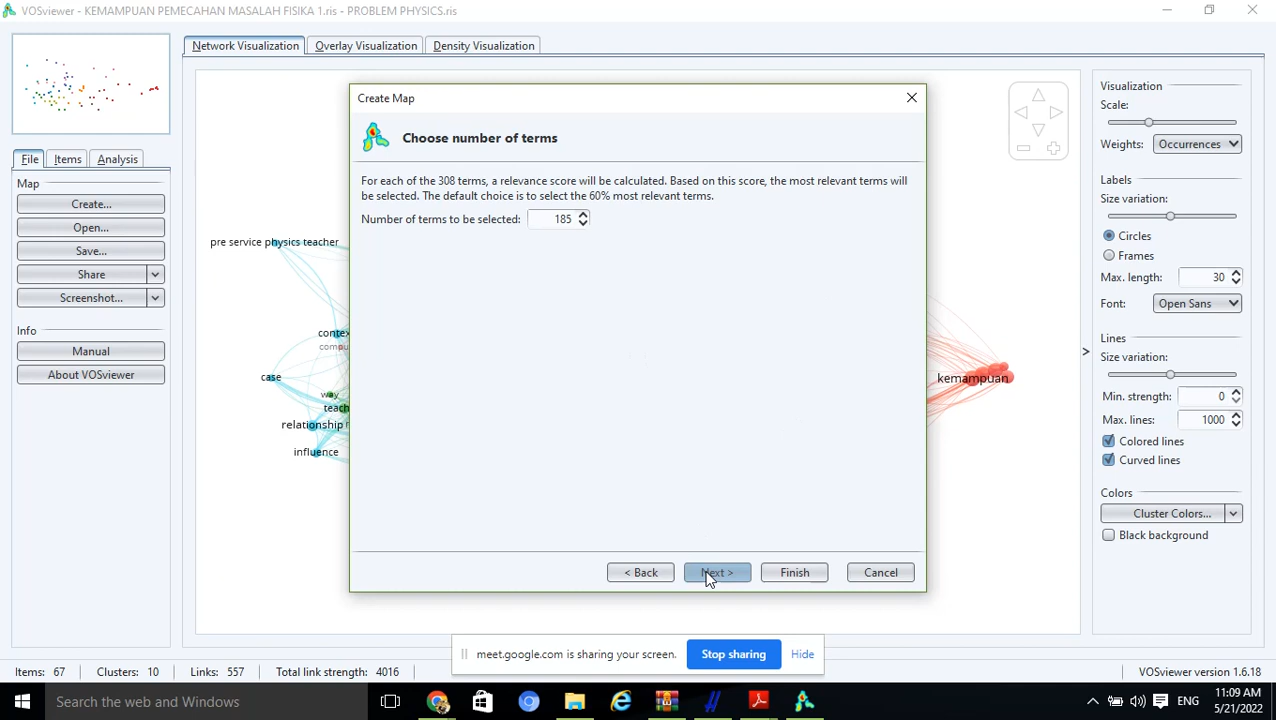 VOSviewer - KEMAMPUAN PEMECAHAN MASALAH FISIKA 1.ris - PROBLEM PHYSICS.ris
Network Visualization Overlay Visualization Density Visualization
File Items Analysis
Map
Create...
Open...
Save...
Share
Screenshot...
Info
Manual
About VOSviewer
pre service physics teacher
contex
compu
case
way
teach
relationship
influence
Create Map
Choose number of terms
For each of the 308 terms, a relevance score will be calculated. Based on this score, the most relevant terms will
be selected. The default choice is to select the 60% most relevant terms.
Number of terms to be selected: 185
< Back Next > Finish Cancel
kemampuan
Visualization
Scale:
Weights: Occurrences
Labels
Size variation:
Circles
Frames
Max. length: 30
Font: Open Sans
Lines
Size variation:
Min. strength: 0
Max. lines: 1000
Colored lines
Curved lines
Colors
Cluster Colors...
Black background
>
meet.google.com is sharing your screen. Stop sharing Hide
Items: 67 Clusters: 10 Links: 557 Total link strength: 4016 VOSviewer version 1.6.18
Search the web and Windows
ENG
11:09 AM
5/21/2022